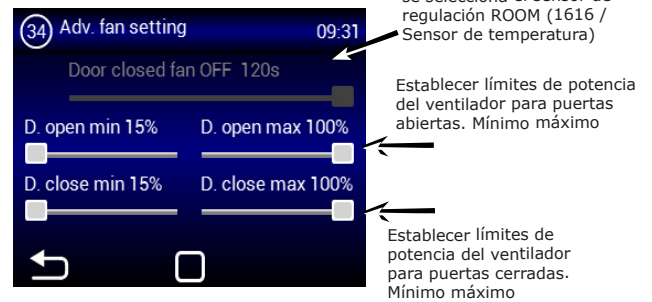 se selecciona el sensor de
regulación ROOM (1616 /
Sensor de temperatura)
34 Adv. fan setting 09:31
Door closed fan OFF 120s
D. open min 15% D. open max 100%
D. close min 15% D. close max 100%
Establecer límites de potencia
del ventilador para puertas
abiertas. Mínimo máximo
Establecer límites de
potencia del ventilador
para puertas cerradas.
Mínimo máximo